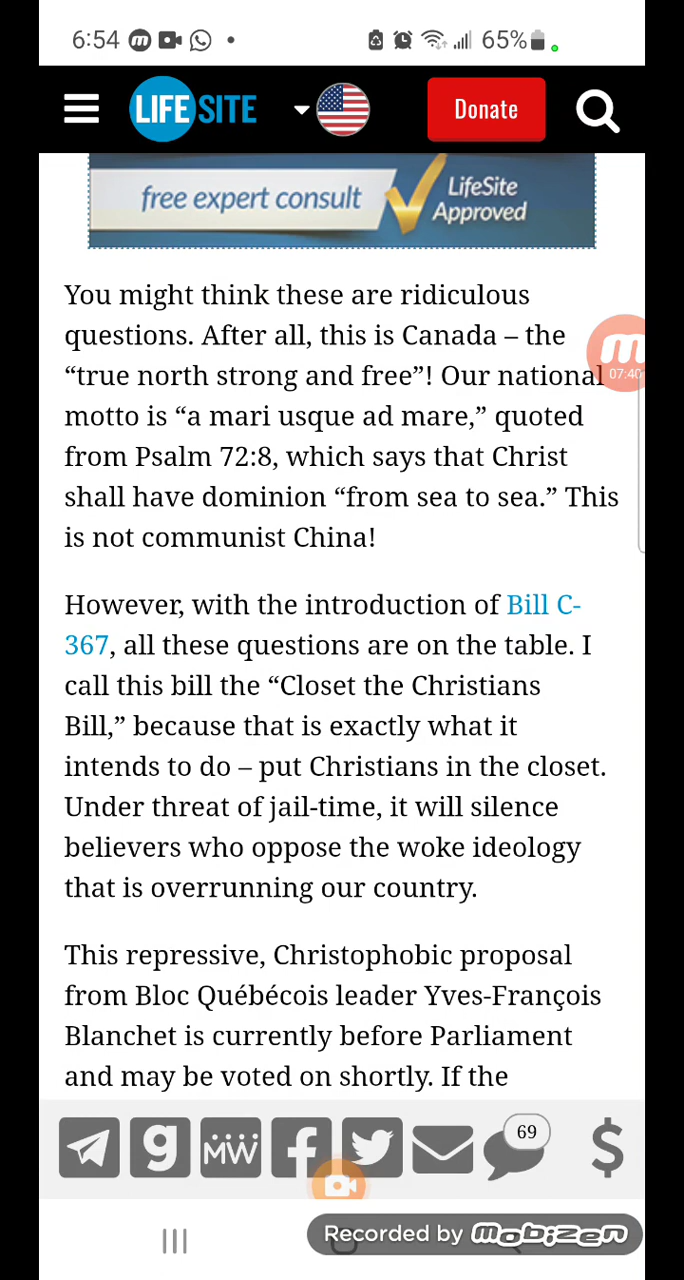 6:54
65%
LIFE SITE
Donate
free expert consult
LifeSite
Approved
You might think these are ridiculous
questions. After all, this is Canada – the
“true north strong and free”! Our national
07:40
motto is “a mari usque ad mare,” quoted
from Psalm 72:8, which says that Christ
shall have dominion “from sea to sea.” This
is not communist China!
However, with the introduction of Bill C-
367, all these questions are on the table. I
call this bill the “Closet the Christians
Bill,” because that is exactly what it
intends to do – put Christians in the closet.
Under threat of jail-time, it will silence
believers who oppose the woke ideology
that is overrunning our country.
This repressive, Christophobic proposal
from Bloc Québécois leader Yves-François
Blanchet is currently before Parliament
and may be voted on shortly. If the
MW
69
$
Recorded by mobizen